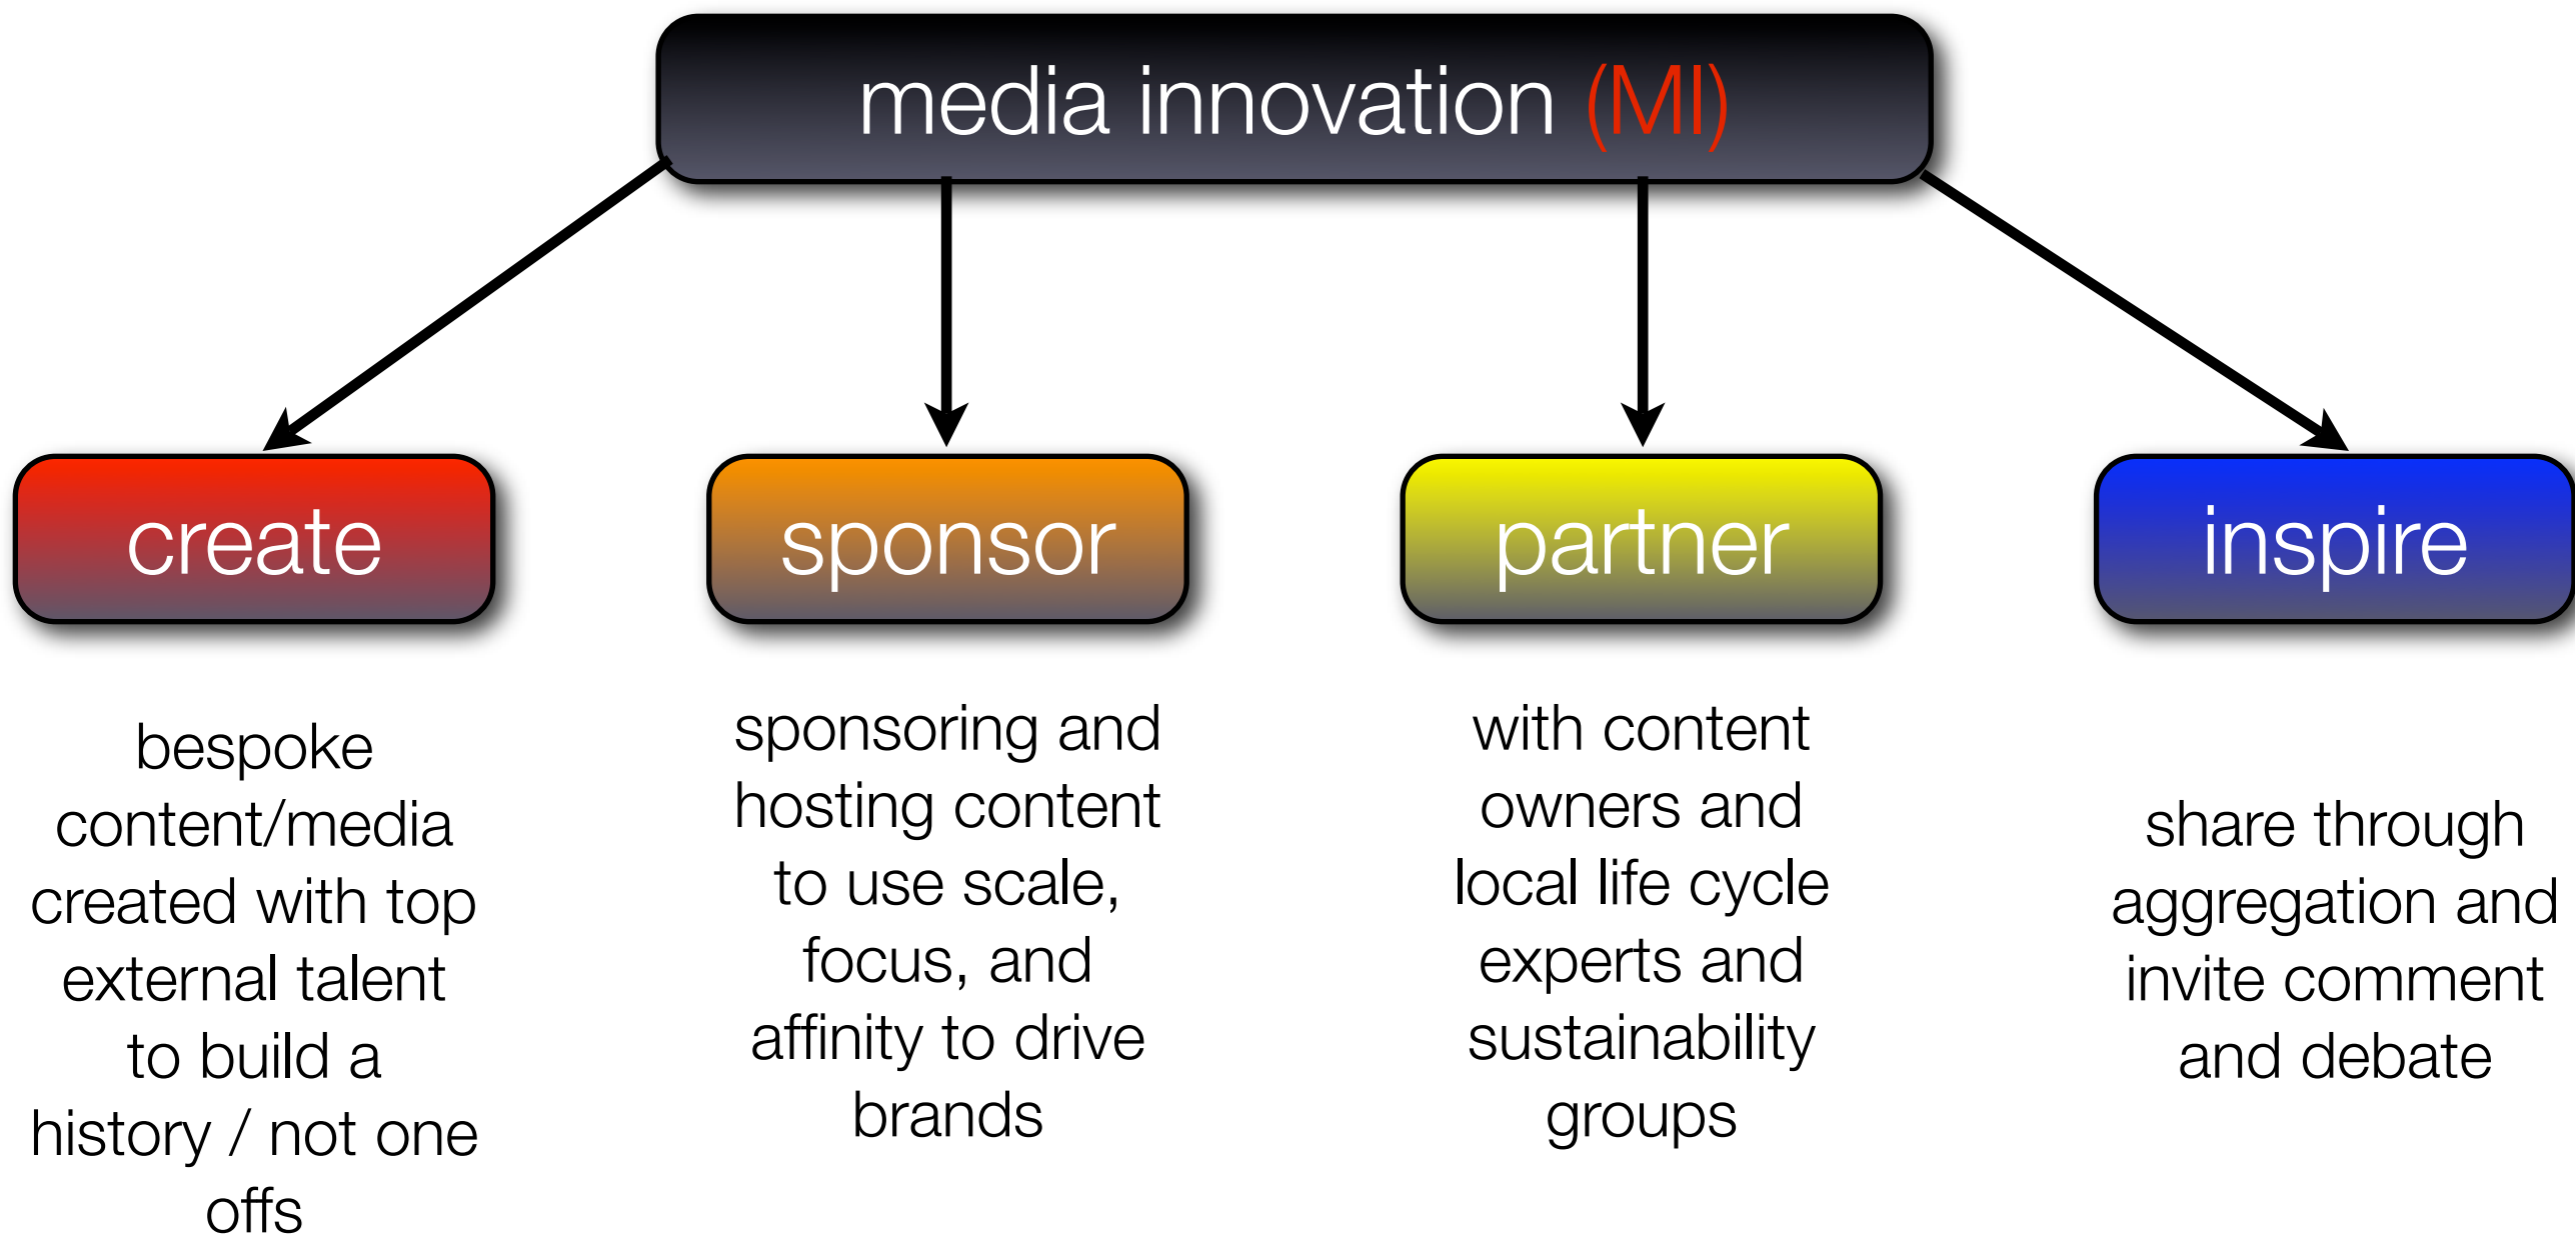 media innovation (MI)
create
sponsor
partner
inspire
bespoke
content/media
created with top
external talent
to build a
history / not one
offs
sponsoring and
hosting content
to use scale,
focus, and
affinity to drive
brands
with content
owners and
local life cycle
experts and
sustainability
groups
share through
aggregation and
invite comment
and debate